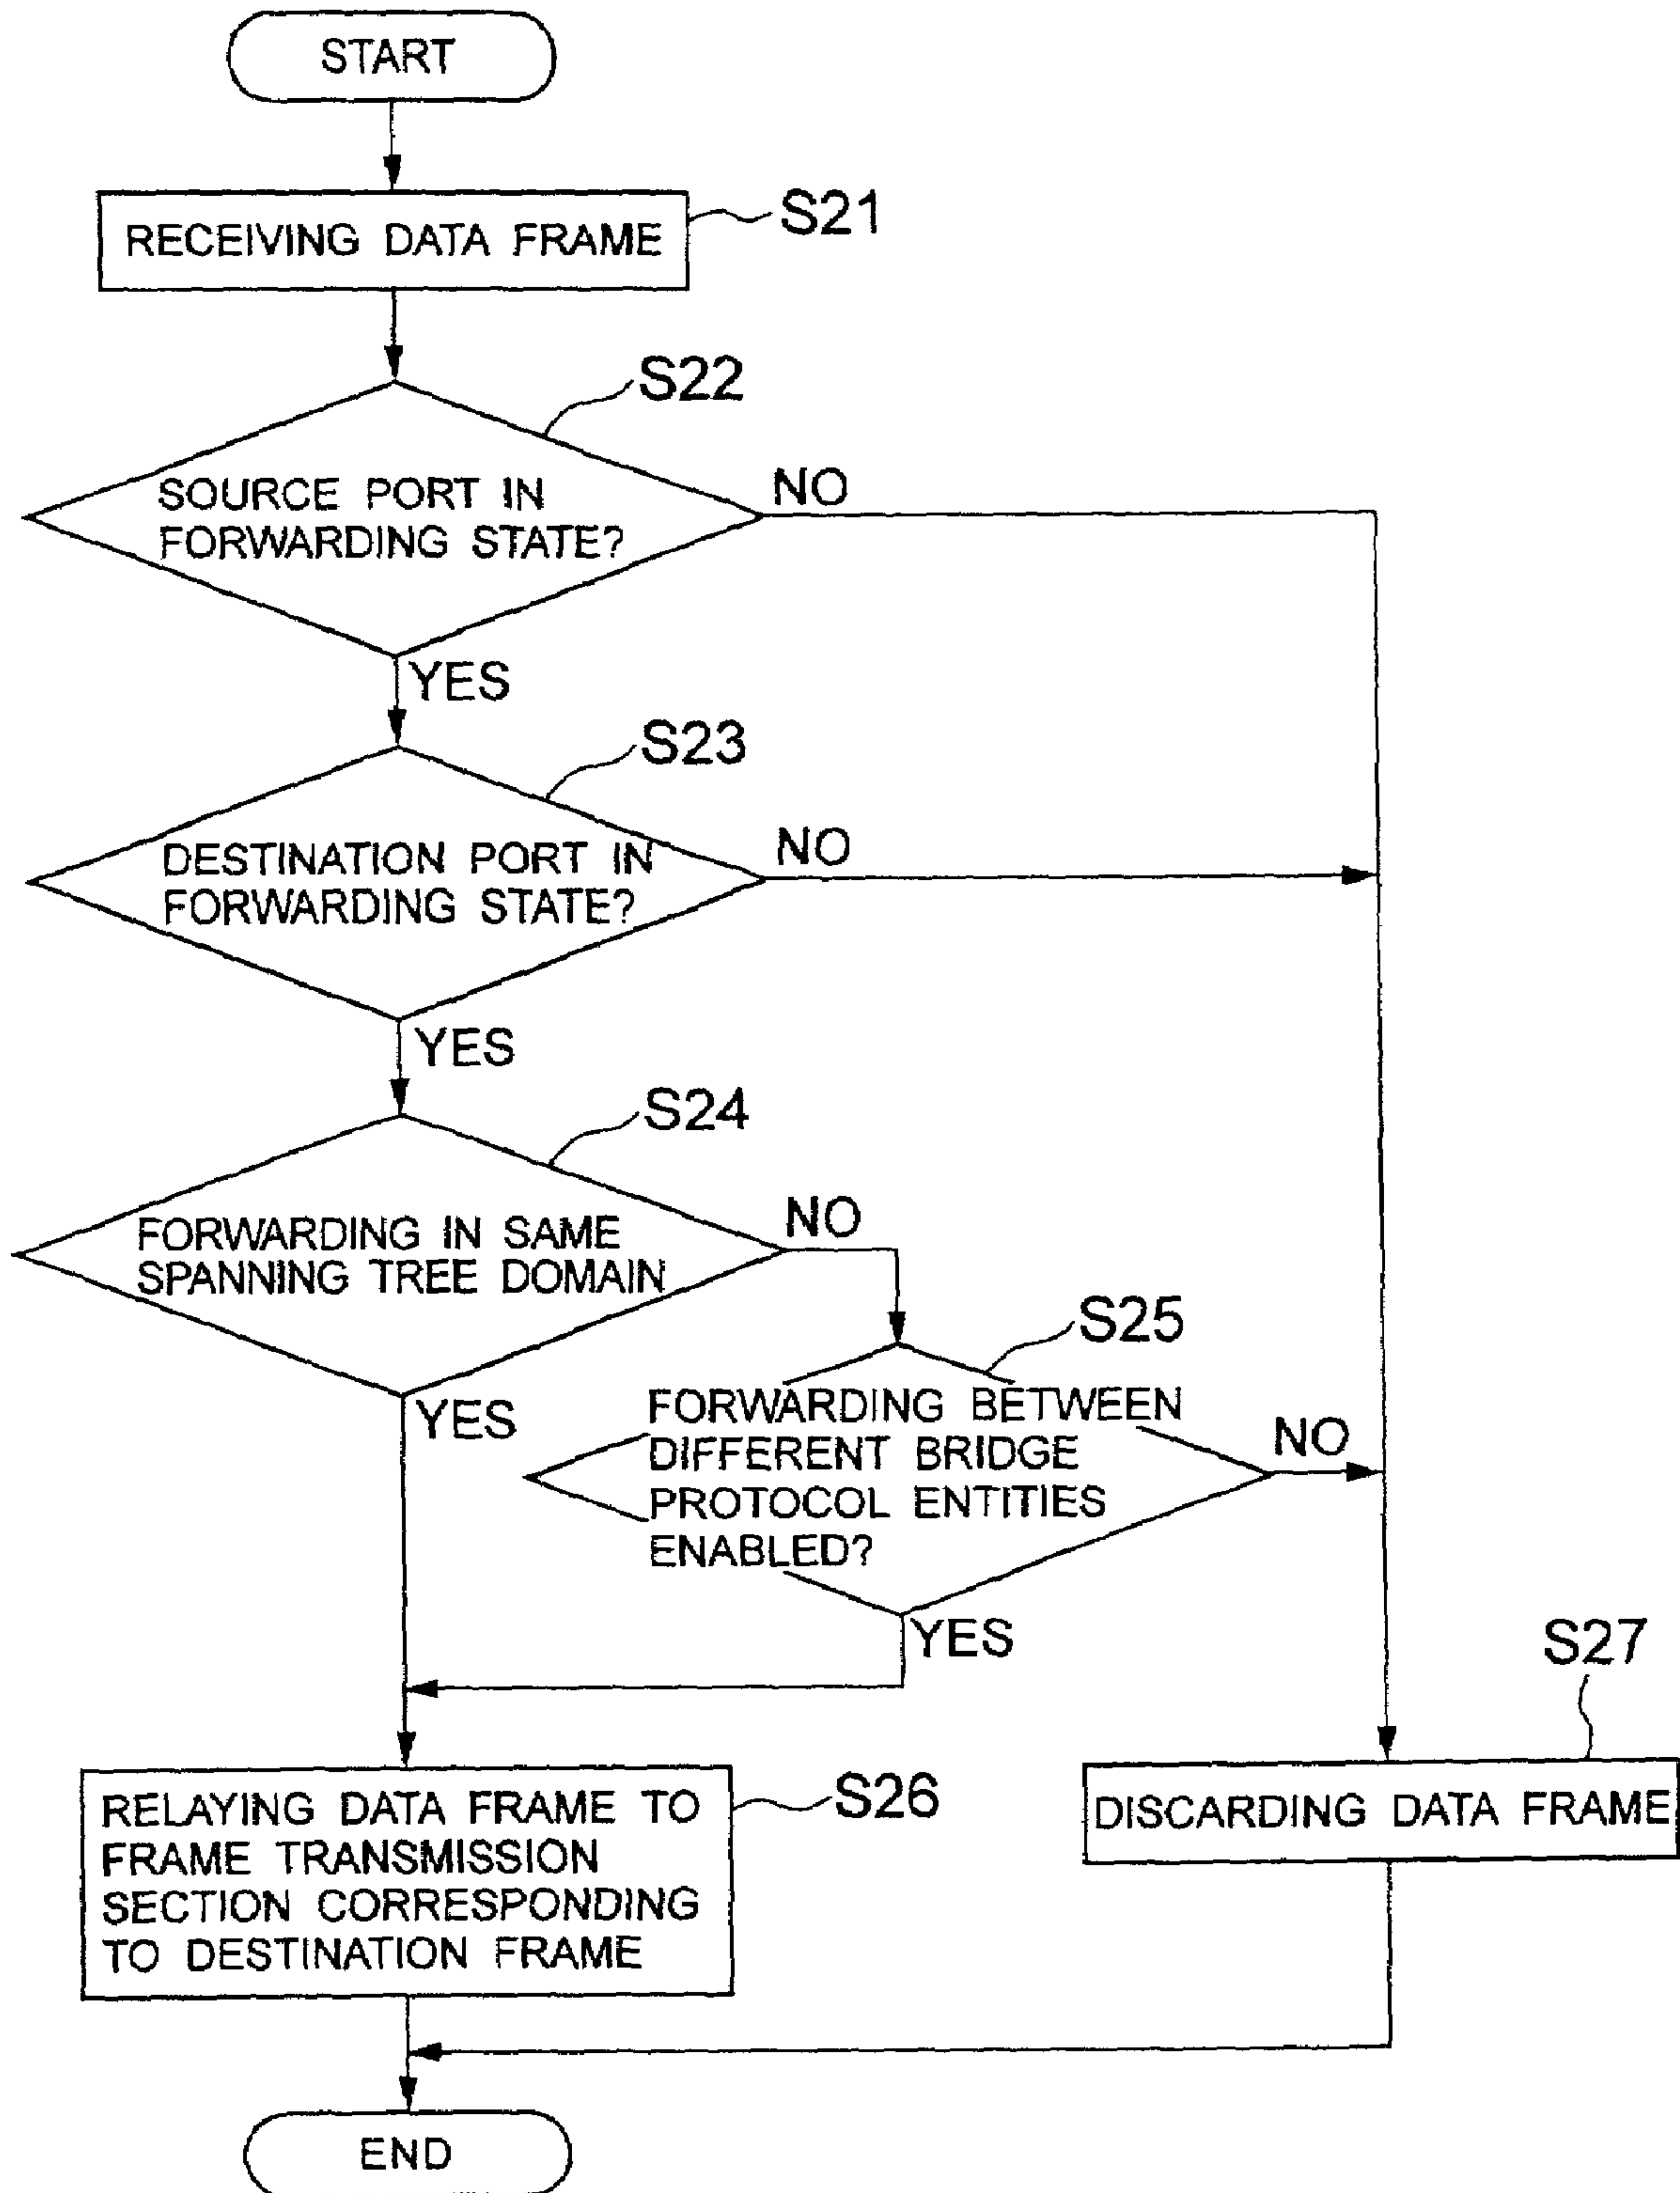 START
RECEIVING DATA FRAME
S21
S22
SOURCE PORT IN
FORWARDING STATE?
NO
YES
S23
DESTINATION PORT IN
FORWARDING STATE?
NO
YES
S24
FORWARDING IN SAME
SPANNING TREE DOMAIN
NO
YES
S25
FORWARDING BETWEEN
DIFFERENT BRIDGE
PROTOCOL ENTITIES
ENABLED?
NO
YES
S26
RELAYING DATA FRAME TO
FRAME TRANSMISSION
SECTION CORRESPONDING
TO DESTINATION FRAME
S27
DISCARDING DATA FRAME
END